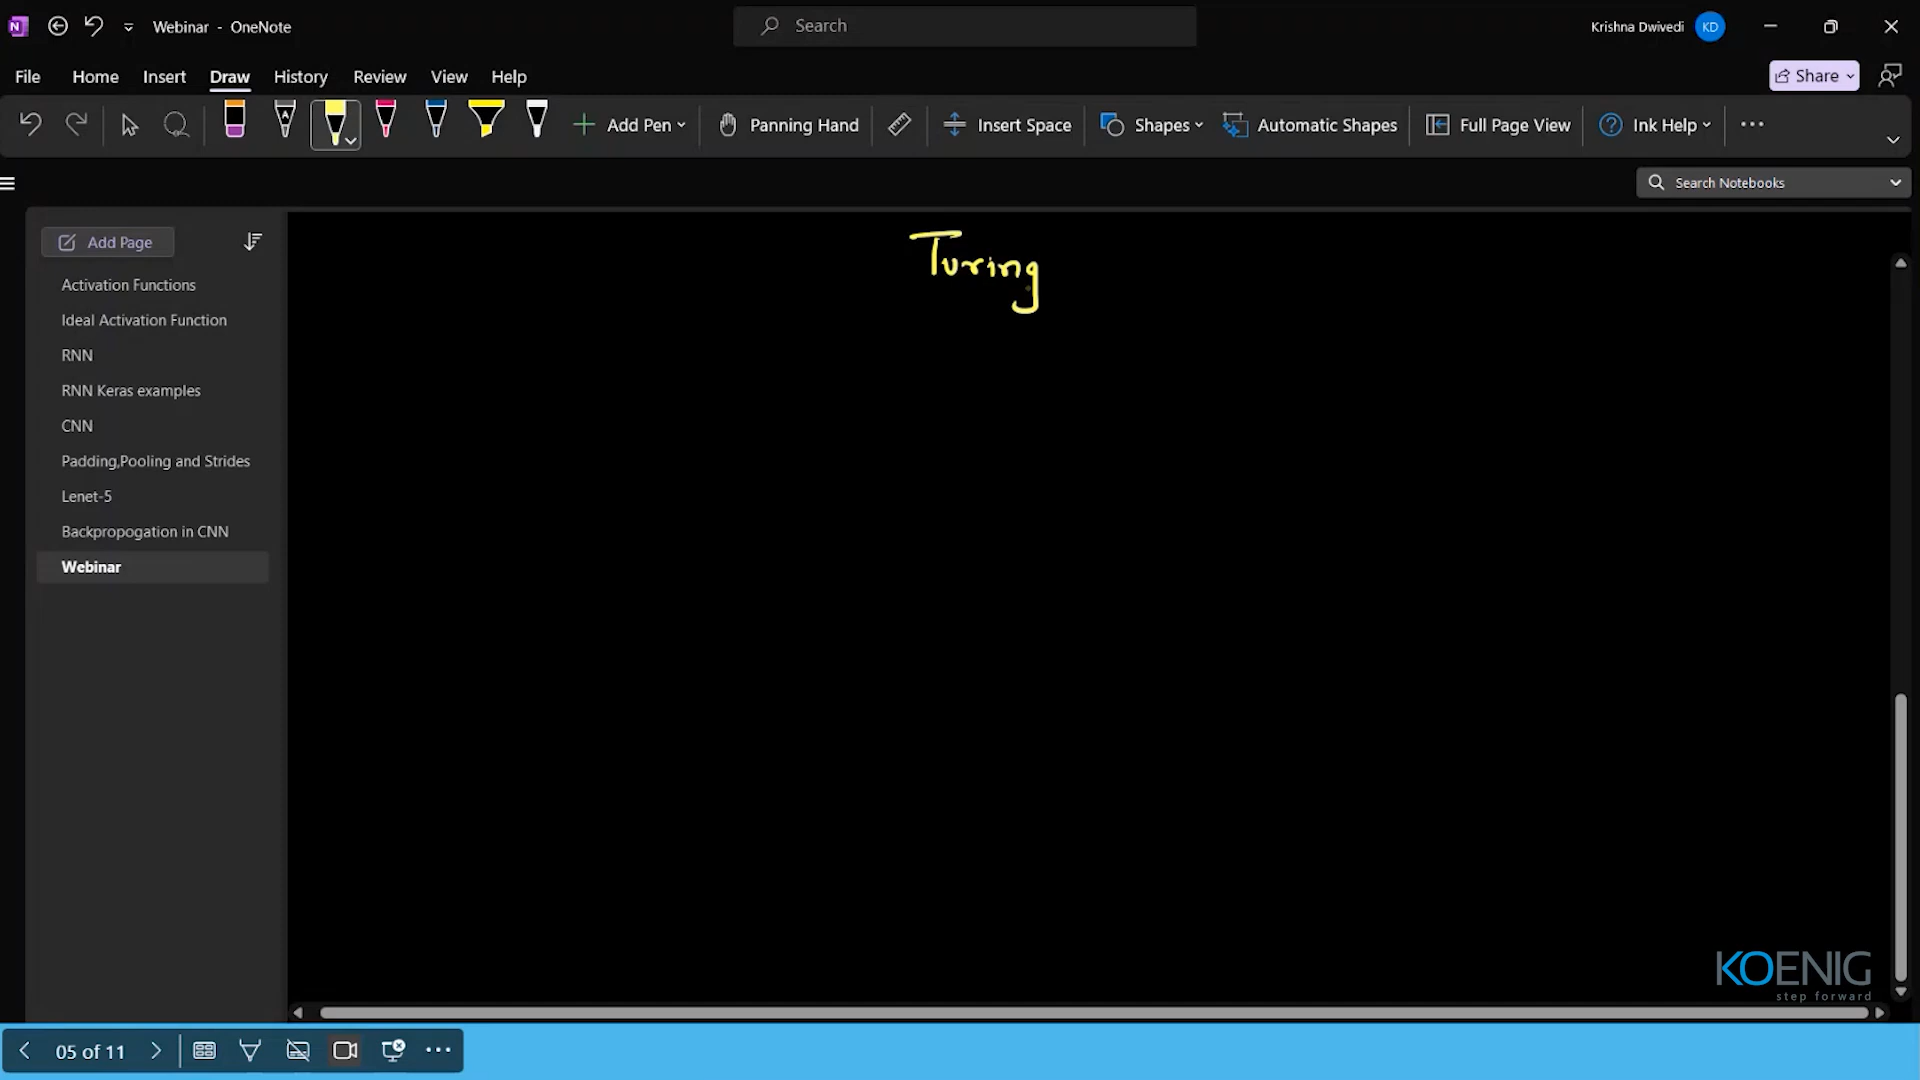 Webinar - OneNote
Search
Krishna Dwivedi KD
File Home Insert Draw History Review View Help
Share
Add Pen Panning Hand Insert Space Shapes Automatic Shapes Full Page View Ink Help
Search Notebooks
Add Page
Activation Functions
Ideal Activation Function
RNN
RNN Keras examples
CNN
Padding,Pooling and Strides
Lenet-5
Backpropogation in CNN
Webinar
Turing
KOENIG
step forward
05 of 11